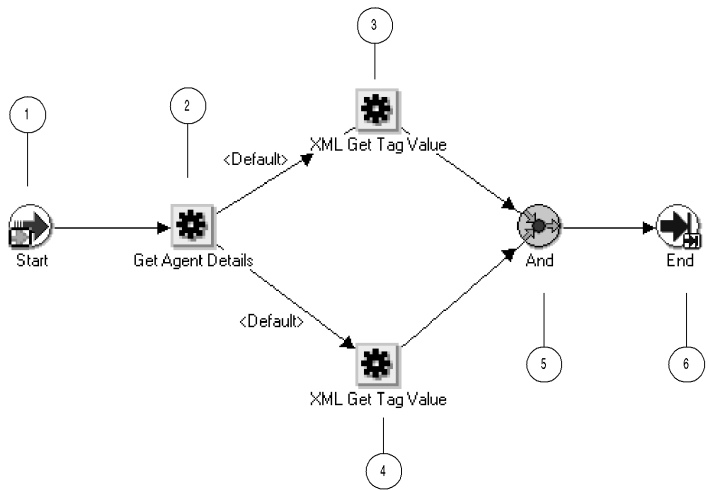 3
XML Get Tag Value
2
1
<Default>
Start
Get Agent Details
And
End
<Default>
XML Get Tag Value
5
6
4